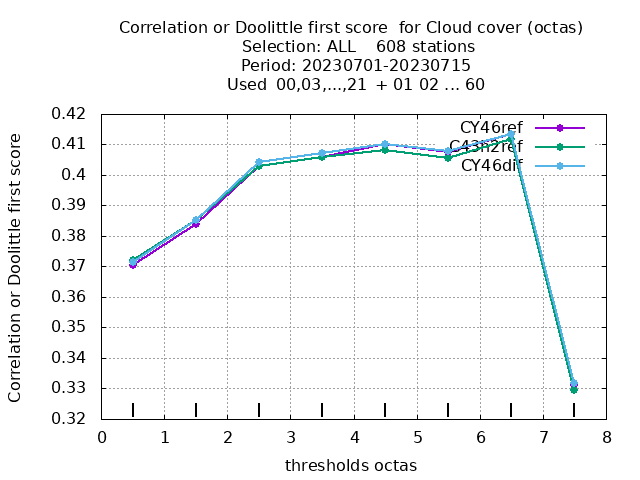 Correlation or Doolittle first score  for Cloud cover (octas)
Selection: ALL    608 stations
Period: 20230701-20230715
Used  00,03,...,21  + 01 02 ... 60
Correlation or Doolittle first score
0.42
0.41
0.4
0.39
0.38
0.37
0.36
0.35
0.34
0.33
0.32
CY46ref
C43h2ref
CY46dif
0 1 2 3 4 5 6 7 8
thresholds octas